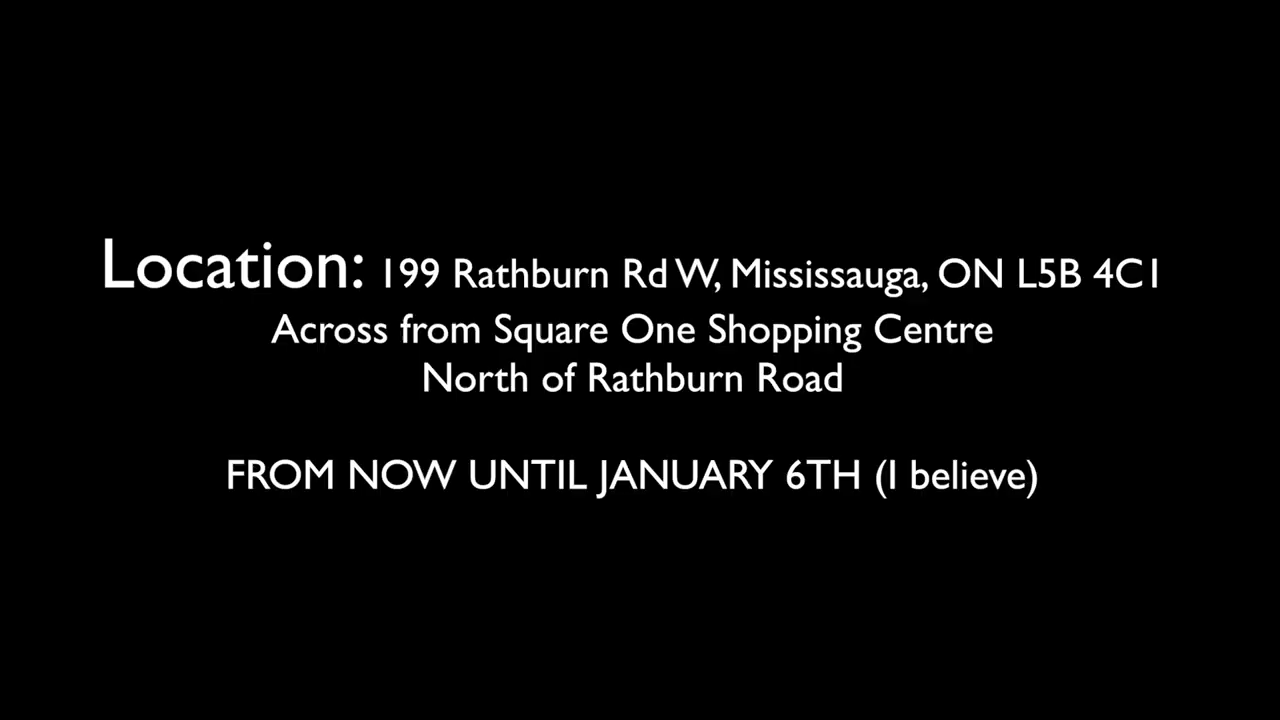 Location: 199 Rathburn Rd W, Mississauga, ON L5B 4C1
Across from Square One Shopping Centre
North of Rathburn Road
FROM NOW UNTIL JANUARY 6TH (I believe)